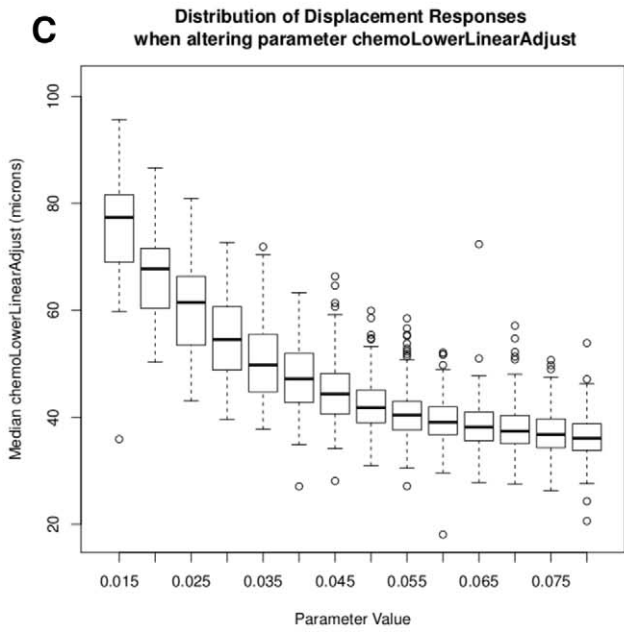 C
Distribution of Displacement Responses
when altering parameter chemoLowerLinearAdjust
Median chemoLowerLinearAdjust (microns)
100
80
60
40
20
0.015 0.025 0.035 0.045 0.055 0.065 0.075
Parameter Value